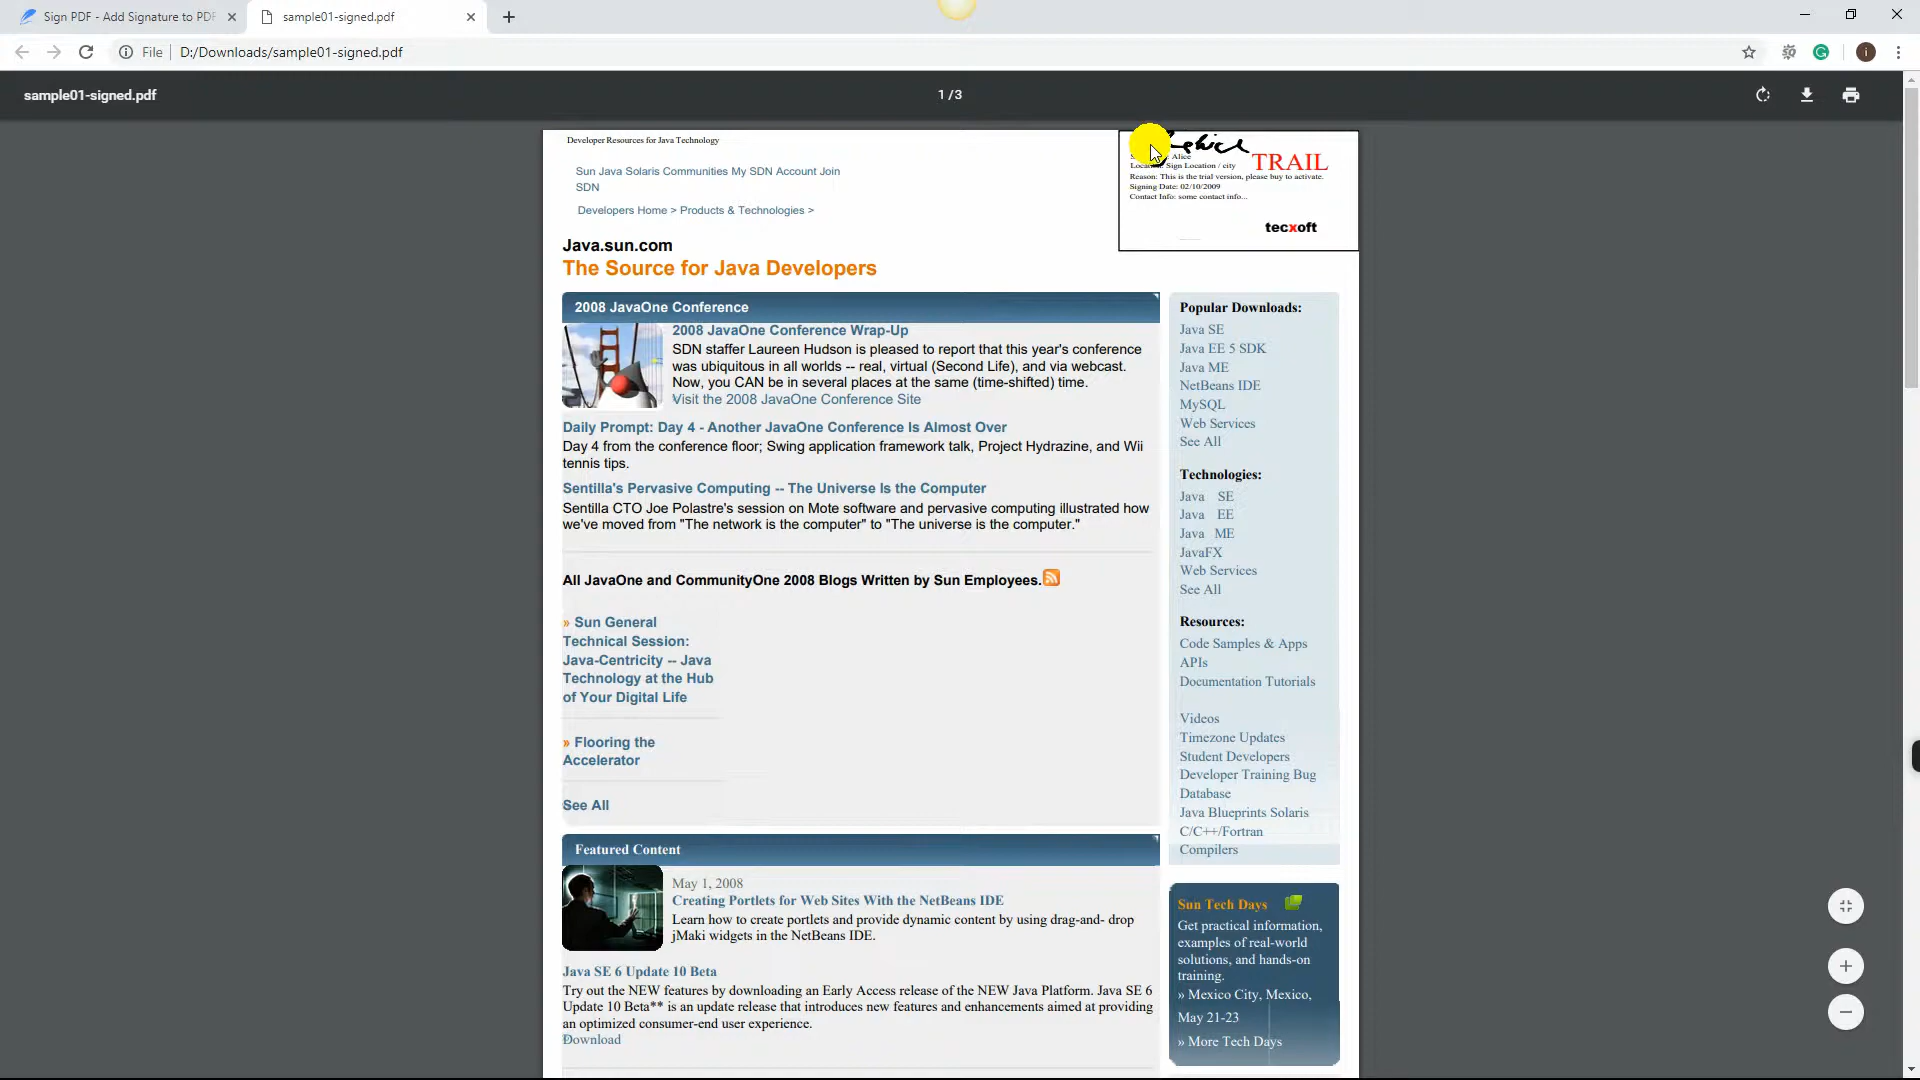 Sign PDF - Add Signature to PDF
sample01-signed.pdf
File
D:/Downloads/sample01-signed.pdf
i
sample01-signed.pdf
1 / 3
Developer Resources for Java Technology
Sun Java Solaris Communities My SDN Account Join
SDN
Developers Home > Products & Technologies >
Alice
Sign Location / city
TRAIL
Reason: This is the trial version, please buy to activate.
Signing Date: 02/10/2009
Contact Info: some contact info...
tecxoft
Java.sun.com
The Source for Java Developers
2008 JavaOne Conference
2008 JavaOne Conference Wrap-Up
SDN staffer Laureen Hudson is pleased to report that this year's conference
was ubiquitous in all worlds -- real, virtual (Second Life), and via webcast.
Now, you CAN be in several places at the same (time-shifted) time.
Visit the 2008 JavaOne Conference Site
Daily Prompt: Day 4 - Another JavaOne Conference Is Almost Over
Day 4 from the conference floor; Swing application framework talk, Project Hydrazine, and Wii
tennis tips.
Sentilla's Pervasive Computing -- The Universe Is the Computer
Sentilla CTO Joe Polastre's session on Mote software and pervasive computing illustrated how
we've moved from "The network is the computer" to "The universe is the computer."
All JavaOne and CommunityOne 2008 Blogs Written by Sun Employees.
» Sun General
Technical Session:
Java-Centricity -- Java
Technology at the Hub
of Your Digital Life
» Flooring the
Accelerator
See All
Featured Content
May 1, 2008
Creating Portlets for Web Sites With the NetBeans IDE
Learn how to create portlets and provide dynamic content by using drag-and- drop
jMaki widgets in the NetBeans IDE.
Java SE 6 Update 10 Beta
Try out the NEW features by downloading an Early Access release of the NEW Java Platform. Java SE 6
Update 10 Beta** is an update release that introduces new features and enhancements aimed at providing
an optimized consumer-end user experience.
Download
Popular Downloads:
Java SE
Java EE 5 SDK
Java ME
NetBeans IDE
MySQL
Web Services
See All
Technologies:
Java SE
Java EE
Java ME
JavaFX
Web Services
See All
Resources:
Code Samples & Apps
APIs
Documentation Tutorials
Videos
Timezone Updates
Student Developers
Developer Training Bug
Database
Java Blueprints Solaris
C/C++/Fortran
Compilers
Sun Tech Days
Get practical information,
examples of real-world
solutions, and hands-on
training.
» Mexico City, Mexico,
May 21-23
» More Tech Days